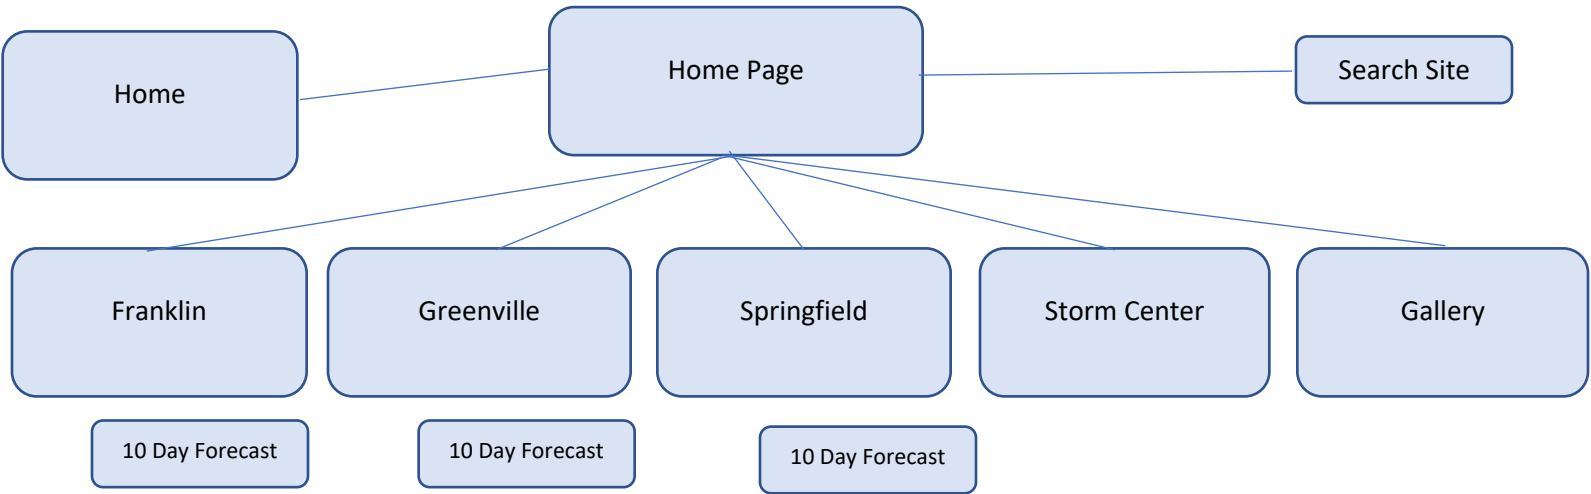 Home
Home Page
Search Site
Franklin
Greenville
Springfield
Storm Center
Gallery
10 Day Forecast
10 Day Forecast
10 Day Forecast